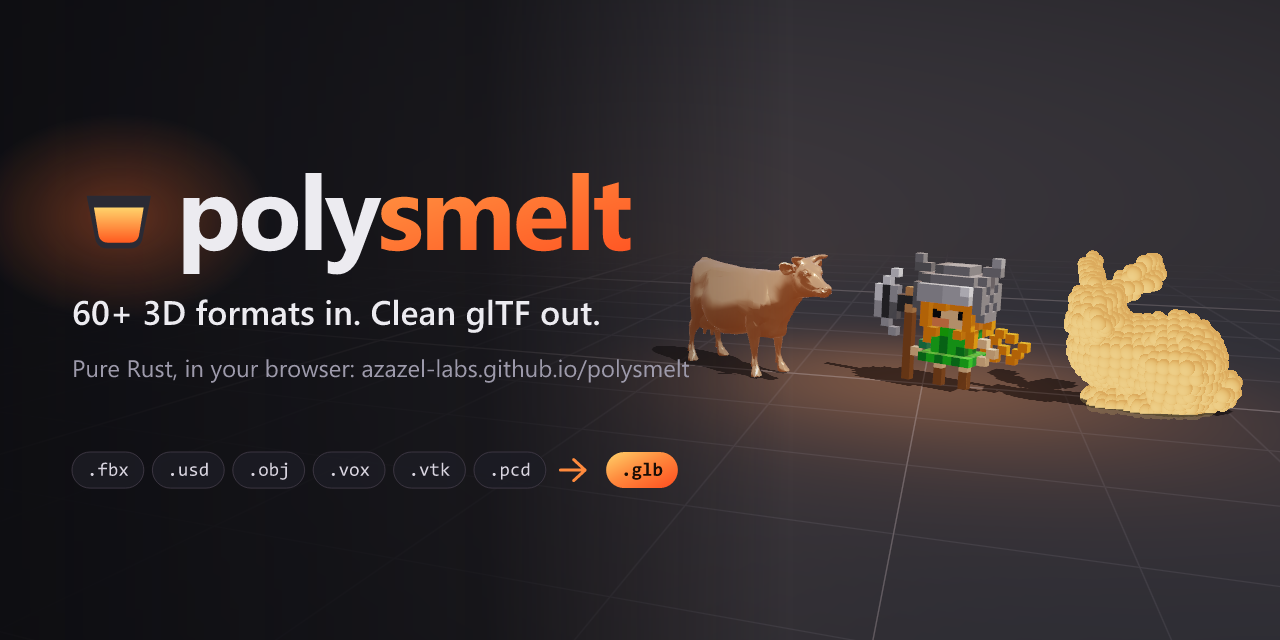 polysmelt
60+ 3D formats in. Clean glTF out.
Pure Rust, in your browser: azazel-labs.github.io/polysmelt
.fbx .usd .obj .vox .vtk .pcd → .glb